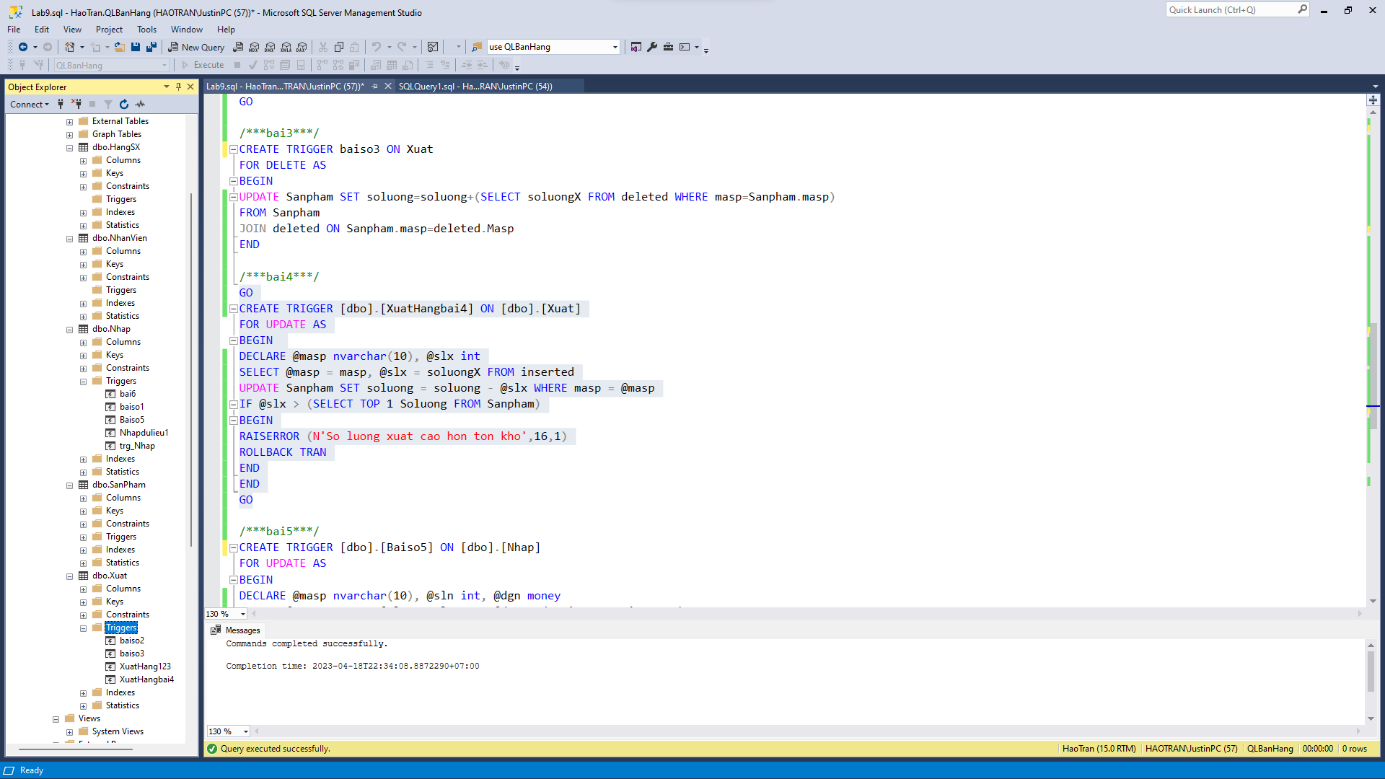 Lab9.sql - HaoTran.QLBanHang (HAOTRAN\JustinPC (57))* - Microsoft SQL Server Management Studio
Quick Launch (Ctrl+Q)
File Edit View Project Tools Window Help
New Query
use QLBanHang
QLBanHang
Execute
Object Explorer
Connect
External Tables
Graph Tables
dbo.HangSX
Columns
Keys
Constraints
Triggers
Indexes
Statistics
dbo.NhanVien
Columns
Keys
Constraints
Triggers
Indexes
Statistics
dbo.Nhap
Columns
Keys
Constraints
Triggers
bai6
baiso1
Baiso5
Nhapdulieu1
trg_Nhap
Indexes
Statistics
dbo.SanPham
Columns
Keys
Constraints
Triggers
Indexes
Statistics
dbo.Xuat
Columns
Keys
Constraints
Triggers
baiso2
baiso3
XuatHang123
XuatHangbai4
Indexes
Statistics
Views
System Views
Lab9.sql - HaoTran...TRAN\JustinPC (57))*
SQLQuery1.sql - Ha...RAN\JustinPC (54))
GO
/***bai3***/
CREATE TRIGGER baiso3 ON Xuat
FOR DELETE AS
BEGIN
UPDATE Sanpham SET soluong=soluong+(SELECT soluongX FROM deleted WHERE masp=Sanpham.masp)
FROM Sanpham
JOIN deleted ON Sanpham.masp=deleted.Masp
END
/***bai4***/
GO
CREATE TRIGGER [dbo].[XuatHangbai4] ON [dbo].[Xuat]
FOR UPDATE AS
BEGIN
DECLARE @masp nvarchar(10), @slx int
SELECT @masp = masp, @slx = soluongX FROM inserted
UPDATE Sanpham SET soluong = soluong - @slx WHERE masp = @masp
IF @slx > (SELECT TOP 1 Soluong FROM Sanpham)
BEGIN
RAISERROR (N'So luong xuat cao hon ton kho',16,1)
ROLLBACK TRAN
END
END
GO
/***bai5***/
CREATE TRIGGER [dbo].[Baiso5] ON [dbo].[Nhap]
FOR UPDATE AS
BEGIN
DECLARE @masp nvarchar(10), @sln int, @dgn money
130 %
Messages
Commands completed successfully.
Completion time: 2023-04-18T22:34:08.8872290+07:00
130 %
Query executed successfully.
HaoTran (15.0 RTM) HAOTRAN\JustinPC (57) QLBanHang 00:00:00 0 rows
Ready